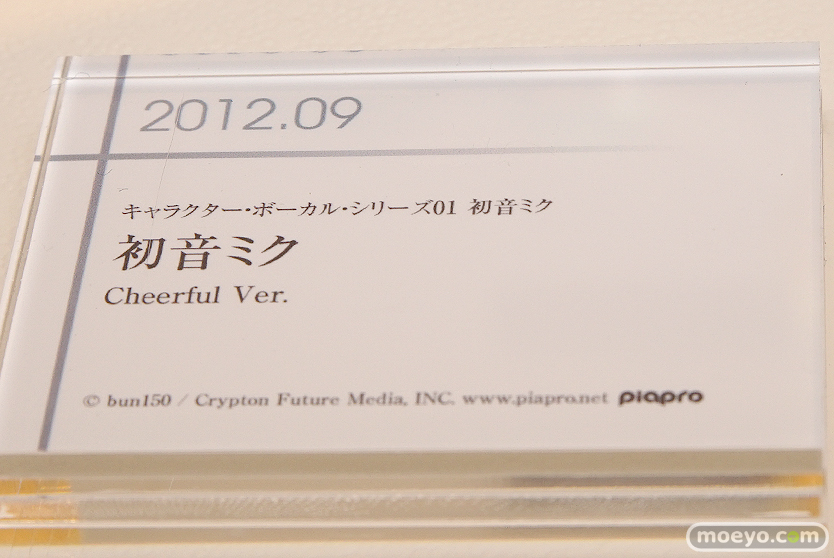 2012.09
キャラクター・ボーカル・シリーズ01 初音ミク
初音ミク
Cheerful Ver.
© bun150 / Crypton Future Media, INC. www.piapro.net piapro
moeyo.com